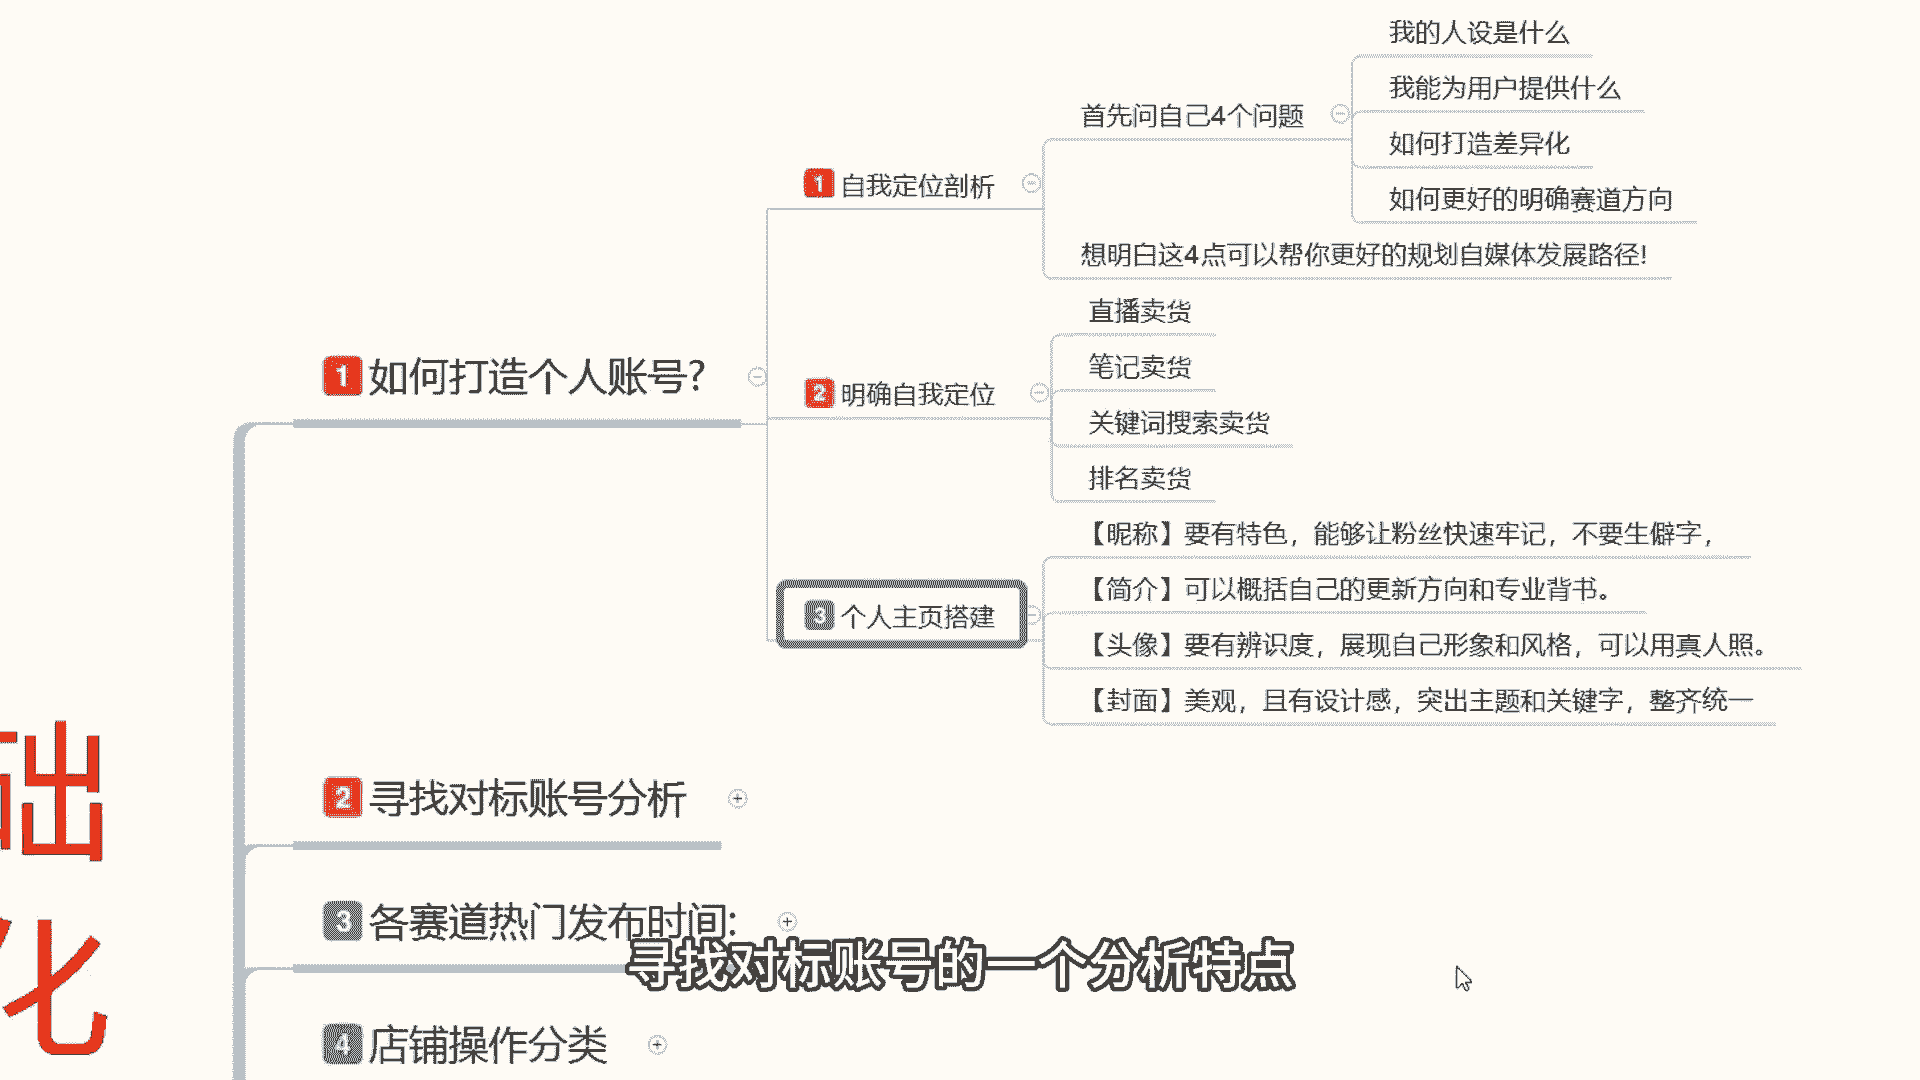 1 如何打造个人账号?
1 自我定位剖析
首先问自己4个问题
我的人设是什么
我能为用户提供什么
如何打造差异化
如何更好的明确赛道方向
想明白这4点可以帮你更好的规划自媒体发展路径!
2 明确自我定位
直播卖货
笔记卖货
关键词搜索卖货
排名卖货
3 个人主页搭建
【昵称】要有特色，能够让粉丝快速牢记，不要生僻字，
【简介】可以概括自己的更新方向和专业背书。
【头像】要有辨识度，展现自己形象和风格，可以用真人照。
【封面】美观，且有设计感，突出主题和关键字，整齐统一
2 寻找对标账号分析
3 各赛道热门发布时间:
4 店铺操作分类
础
化
寻找对标账号的一个分析特点